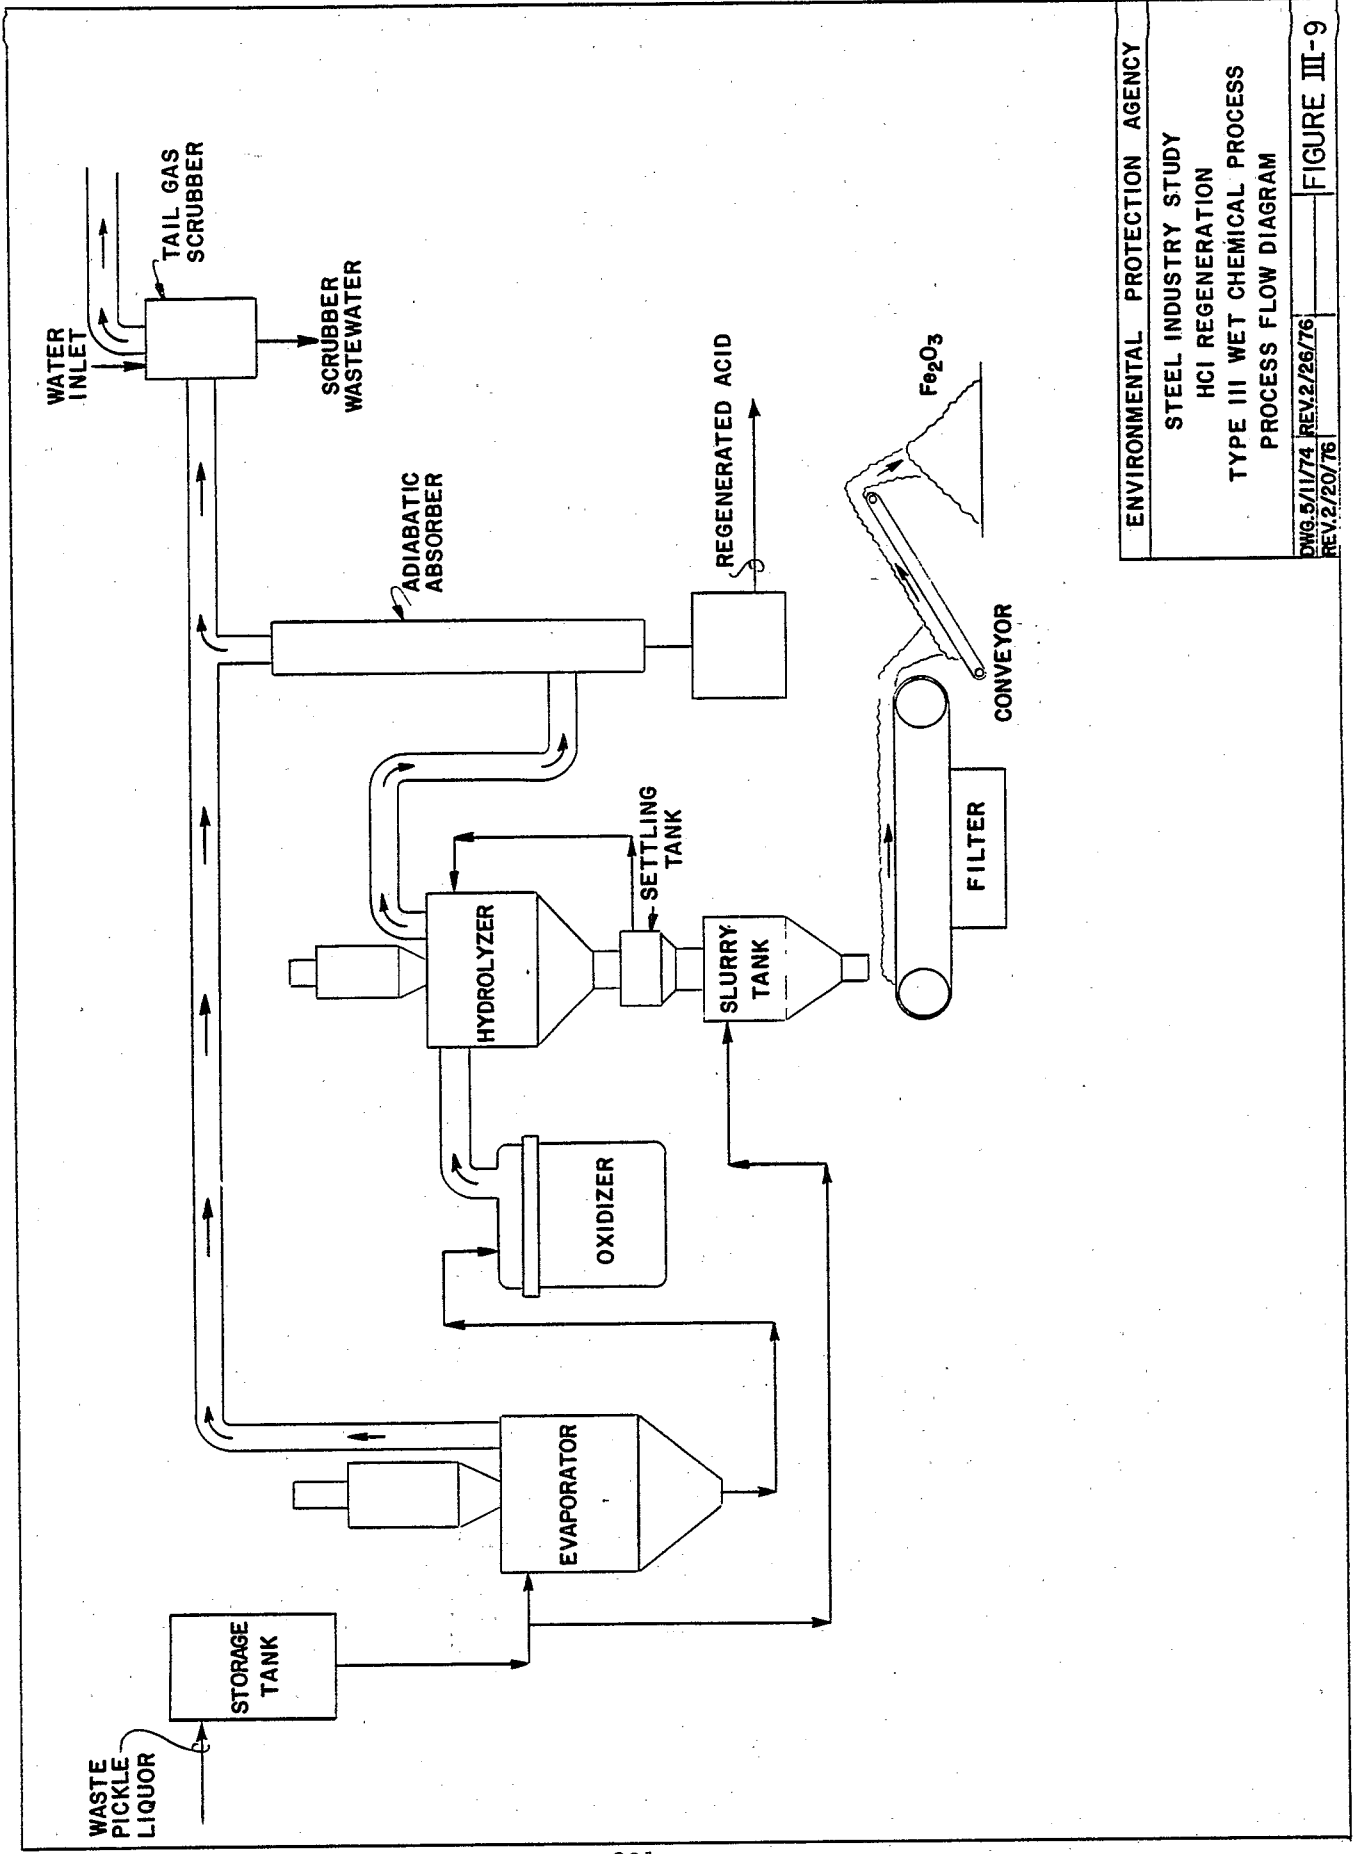 WASTE
PICKLE
LIQUOR
STORAGE
TANK
EVAPORATOR
OXIDIZER
HYDROLYZER
SETTLING
TANK
SLURRY
TANK
FILTER
CONVEYOR
Fe2O3
ADIABATIC
ABSORBER
REGENERATED ACID
WATER
INLET
TAIL GAS
SCRUBBER
SCRUBBER
WASTEWATER
ENVIRONMENTAL PROTECTION AGENCY
STEEL INDUSTRY STUDY
HCl REGENERATION
TYPE III WET CHEMICAL PROCESS
PROCESS FLOW DIAGRAM
DWG.5/11/74 REV.2/26/76
REV.2/20/76
FIGURE III-9